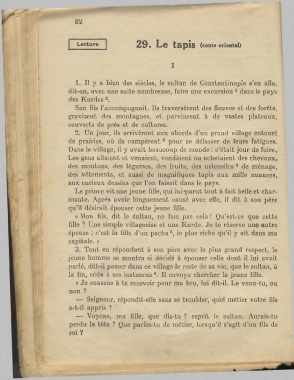 62
Lecture
29. Le tapis (conte oriental)
I
1. Il y a bien des siècles, le sultan de Constantinople s'en alla,
dit-on, avec une suite nombreuse, faire une excursion ¹ dans le pays
des Kurdes ².
Son fils l'accompagnait. Ils traversèrent des fleuves et des forêts,
gravirent des montagnes, et parvinrent à de vastes plateaux,
couverts de prés et de cultures.
2. Un jour, ils arrivèrent aux abords d'un grand village entouré
de prairies, où ils campèrent ³ pour se délasser de leurs fatigues.
Dans le village, il y avait beaucoup de monde : c'était jour de foire.
Les gens allaient et venaient, vendaient ou achetaient des chevaux,
des moutons, des légumes, des fruits, des ustensiles de ménage,
des vêtements, et aussi de magnifiques tapis aux mille nuances,
aux curieux dessins que l'on faisait dans le pays.
Le prince vit une jeune fille, qui lui parut tout à fait belle et char-
mante. Après avoir longuement causé avec elle, il dit à son père
qu'il désirait épouser cette jeune fille.
« Mon fils, dit le sultan, ne fais pas cela ! Qu'est-ce que cette
fille ? Une simple villageoise et une Kurde. Je te réserve une autre
épouse : c'est la fille d'un pacha, le plus riche qu'il y ait dans ma
capitale. »
3. Tout en répondant à son père avec le plus grand respect, le
jeune homme se montra si décidé à épouser celle dont il lui avait
parlé, dût-il passer dans ce village le reste de sa vie, que le sultan, à
la fin, céda à ses instances. Il envoya chercher la jeune fille.
« Je consens à te recevoir pour ma bru, lui dit-il. Le veux-tu, ou
non ?
— Seigneur, répondit-elle sans se troubler, quel métier votre fils
a-t-il appris ?
— Voyons, ma fille, que dis-tu ? reprit le sultan. Aurais-tu
perdu la tête ? Que parles-tu de métier, lorsqu'il s'agit d'un fils de
roi ?